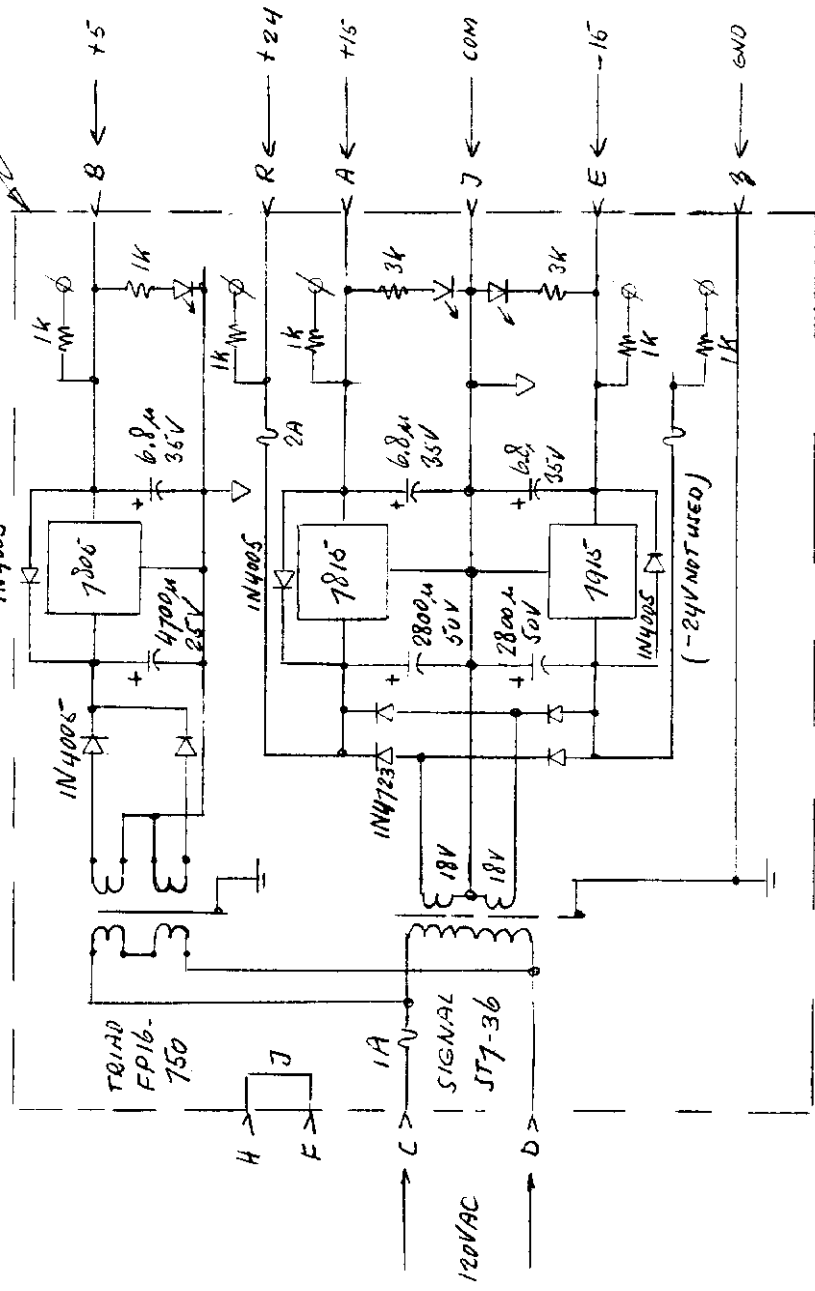 B
+5
R
+24
A
+15
J
COM
E
-15
Z
GND
1K
1K
1K
1K
3K
3K
1K
1K
2A
6.8µ
35V
6.8µ
35V
6.8
35V
7805
7815
7915
4700µ
25V
2800µ
50V
2800µ
50V
1N4005
1N4005
1N4005
1N4723
(-24V NOT USED)
18V
18V
TRIAD
FP16-
750
SIGNAL
ST7-36
1A
J
H
F
C
D
120VAC